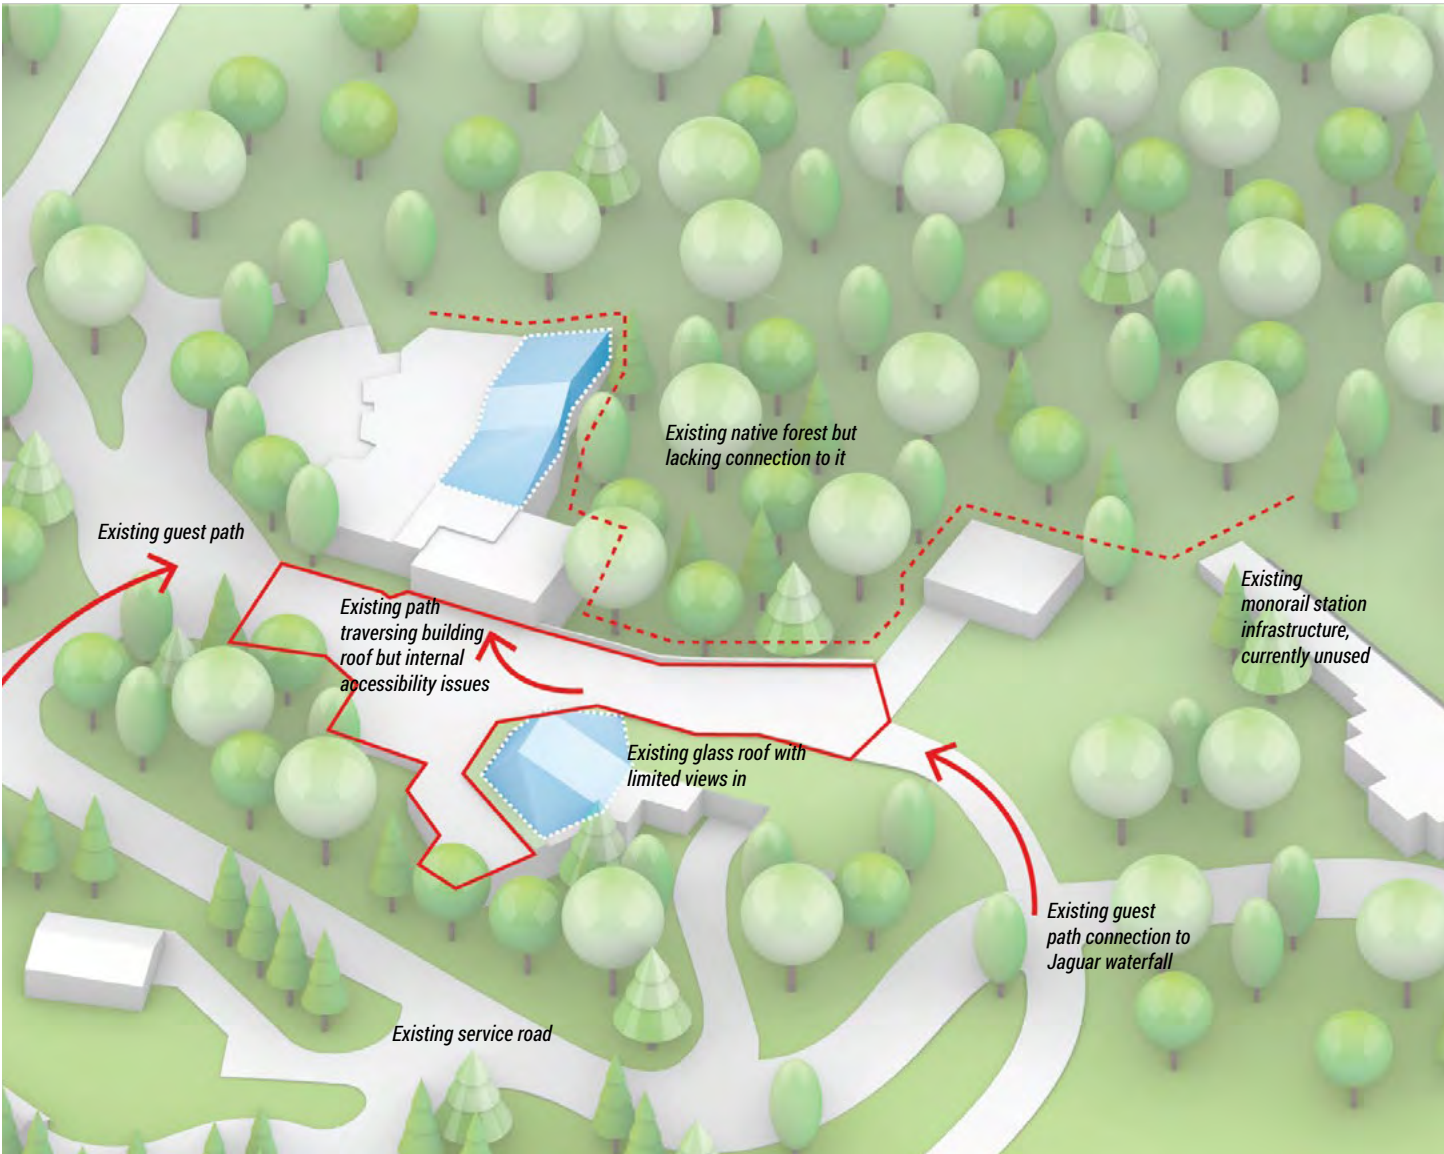 Existing native forest but
lacking connection to it
Existing guest path
Existing path
traversing building
roof but internal
accessibility issues
Existing
monorail station
infrastructure,
currently unused
Existing glass roof with
limited views in
Existing guest
path connection to
Jaguar waterfall
Existing service road